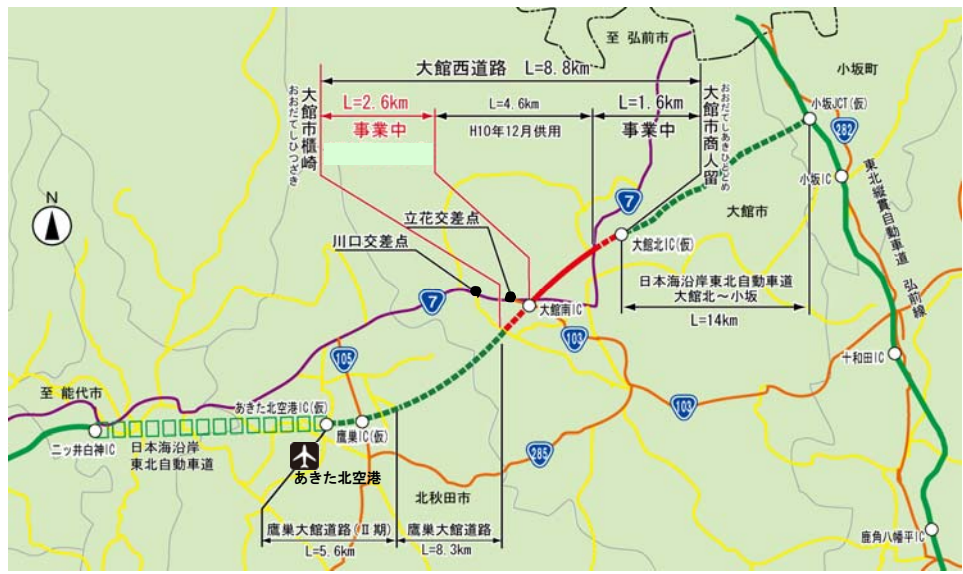 至 弘前市
小坂町
大館西道路 L=8.8km
L=2.6km
事業中
L=4.6km
H10年12月供用
L=1.6km
事業中
大館市櫃崎
おおだてしひつざき
大館市商人留
おおだてしあきひとどめ
小坂JCT(仮)
282
小坂IC
東北縦貫自動車道 弘前線
N
7
大館市
立花交差点
川口交差点
大館北IC(仮)
日本海沿岸東北自動車道
大館北～小坂
L=14km
7
大館南IC
103
105
十和田IC
至 能代市
あきた北空港IC(仮)
103
二ッ井白神IC
日本海沿岸
東北自動車道
鷹巣IC(仮)
285
あきた北空港
北秋田市
鷹巣大館道路(Ⅱ期)
鷹巣大館道路
L=5.6km
L=8.3km
鹿角八幡平IC